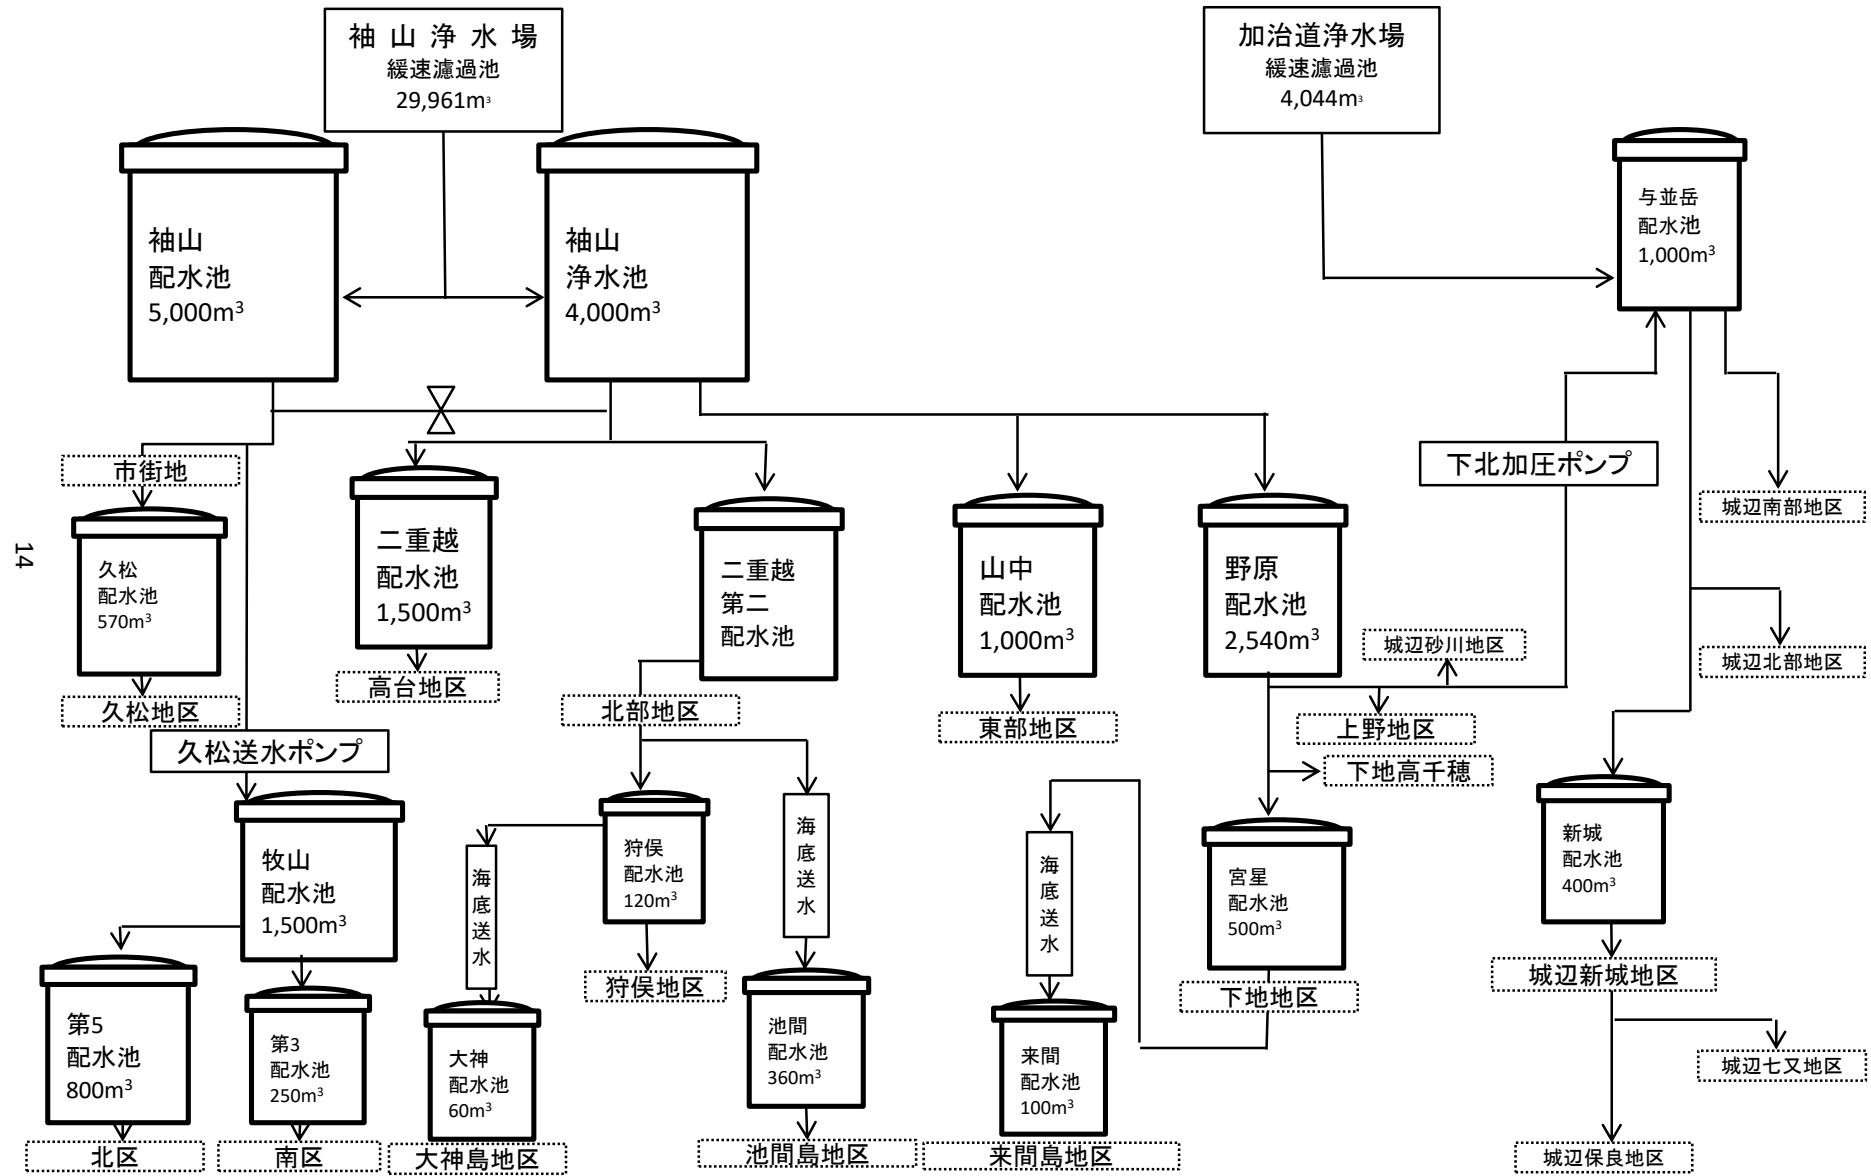 袖 山 浄 水 場
緩速濾過池
29,961m³
加治道浄水場
緩速濾過池
4,044m³
袖山
配水池
5,000m³
袖山
浄水池
4,000m³
与並岳
配水池
1,000m³
市街地
下北加圧ポンプ
城辺南部地区
久松
配水池
570m³
二重越
配水池
1,500m³
二重越
第二
配水池
山中
配水池
1,000m³
野原
配水池
2,540m³
14
城辺砂川地区
城辺北部地区
久松地区
高台地区
北部地区
東部地区
上野地区
久松送水ポンプ
下地高千穂
牧山
配水池
1,500m³
海底送水
狩俣
配水池
120m³
海底送水
海底送水
宮星
配水池
500m³
新城
配水池
400m³
狩俣地区
下地地区
城辺新城地区
第5
配水池
800m³
第3
配水池
250m³
大神
配水池
60m³
池間
配水池
360m³
来間
配水池
100m³
城辺七又地区
北区
南区
大神島地区
池間島地区
来間島地区
城辺保良地区